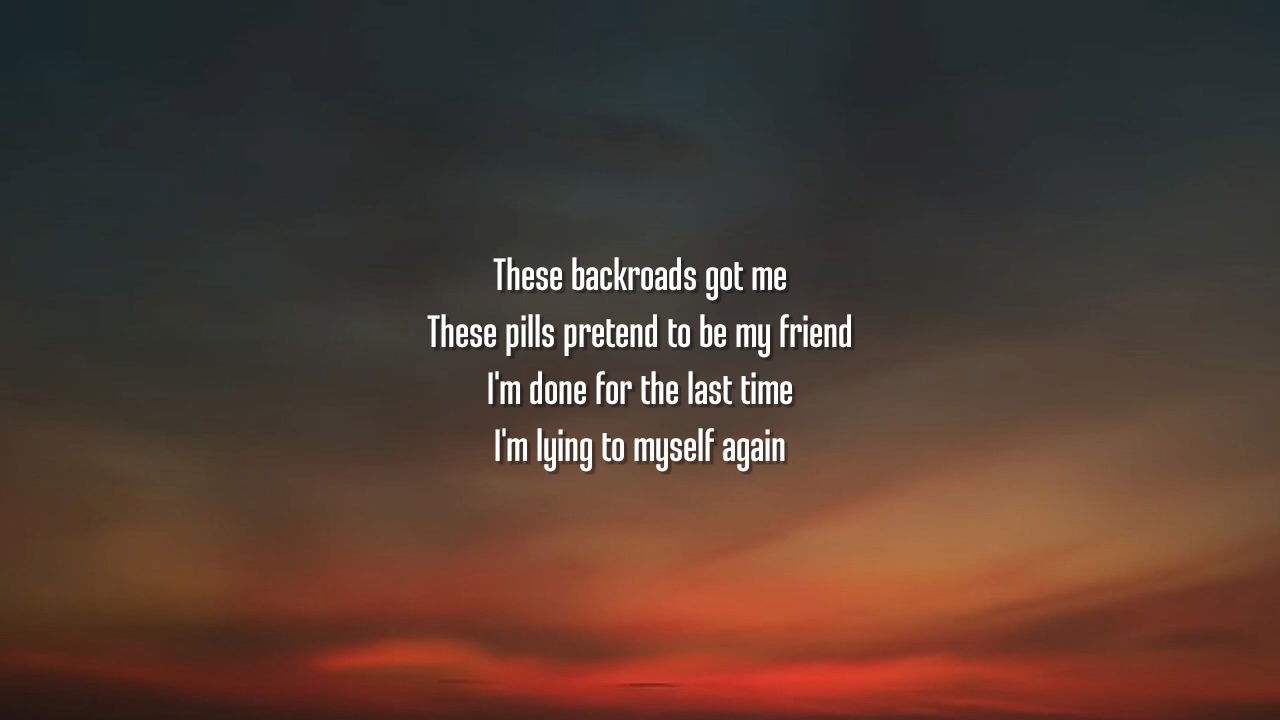 These backroads got me
These pills pretend to be my friend
I'm done for the last time
I'm lying to myself again